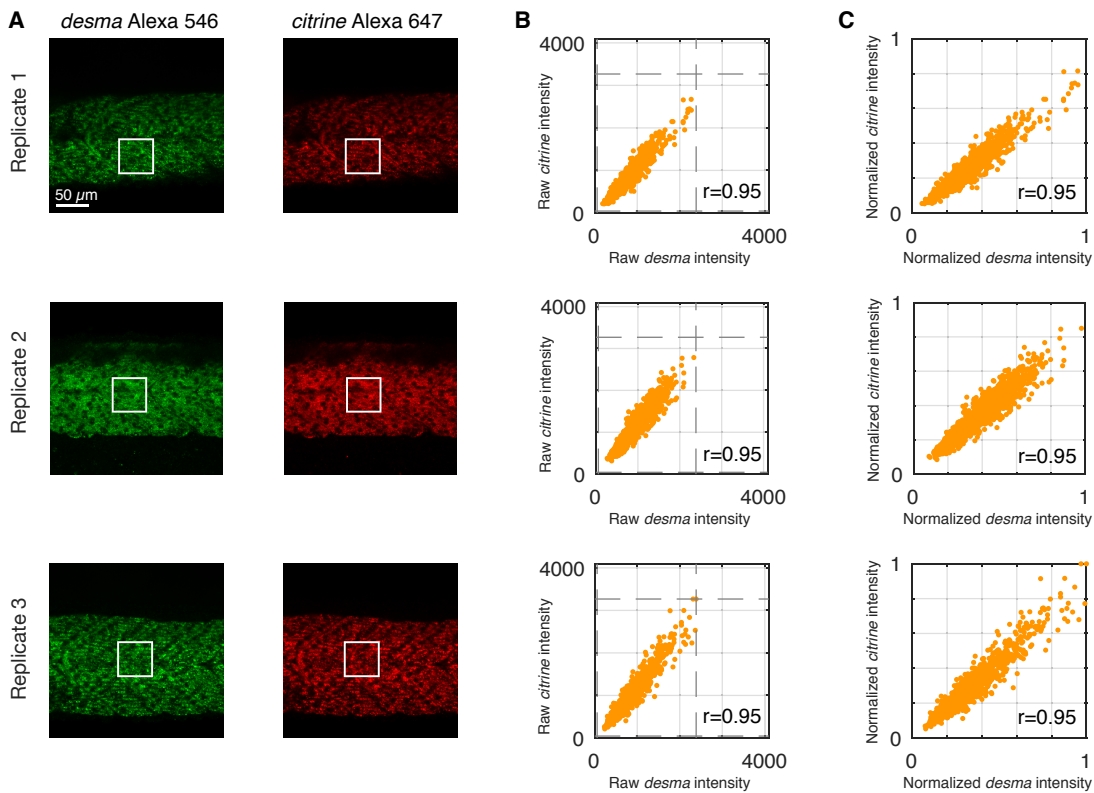 A
desma Alexa 546
citrine Alexa 647
B
C
Replicate 1
50 µm
4000
Raw citrine intensity
0
r=0.95
0
4000
Raw desma intensity
1
Normalized citrine intensity
0
r=0.95
0
1
Normalized desma intensity
Replicate 2
4000
Raw citrine intensity
0
r=0.95
0
4000
Raw desma intensity
1
Normalized citrine intensity
0
r=0.95
0
1
Normalized desma intensity
Replicate 3
4000
Raw citrine intensity
0
r=0.95
0
4000
Raw desma intensity
1
Normalized citrine intensity
0
r=0.95
0
1
Normalized desma intensity